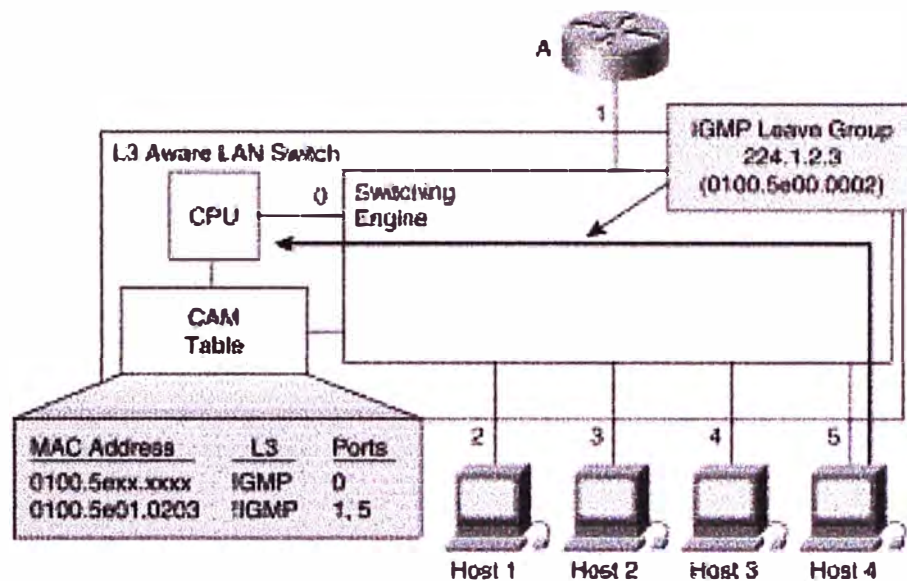 A
1
IGMP Leave Group
224.1.2.3
(0100.5e00.0002)
L3 Aware LAN Switch
CPU
0
Switching
Engine
CAM
Table
MAC Address L3 Ports
0100.5exx.xxxx IGMP 0
0100.5e01.0203 !IGMP 1, 5
2
3
4
5
Host 1
Host 2
Host 3
Host 4